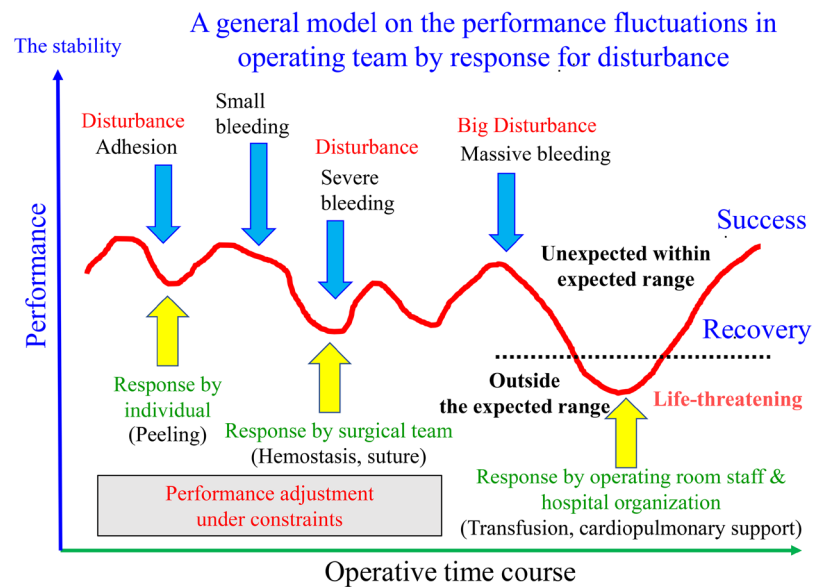 A general model on the performance fluctuations in
operating team by response for disturbance
The stability
Performance
Disturbance
Adhesion
Small
bleeding
Disturbance
Severe
bleeding
Big Disturbance
Massive bleeding
Success
Unexpected within
expected range
Recovery
Outside
the expected range
Life-threatening
Response by
individual
(Peeling)
Response by surgical team
(Hemostasis, suture)
Response by operating room staff &
hospital organization
(Transfusion, cardiopulmonary support)
Performance adjustment
under constraints
Operative time course